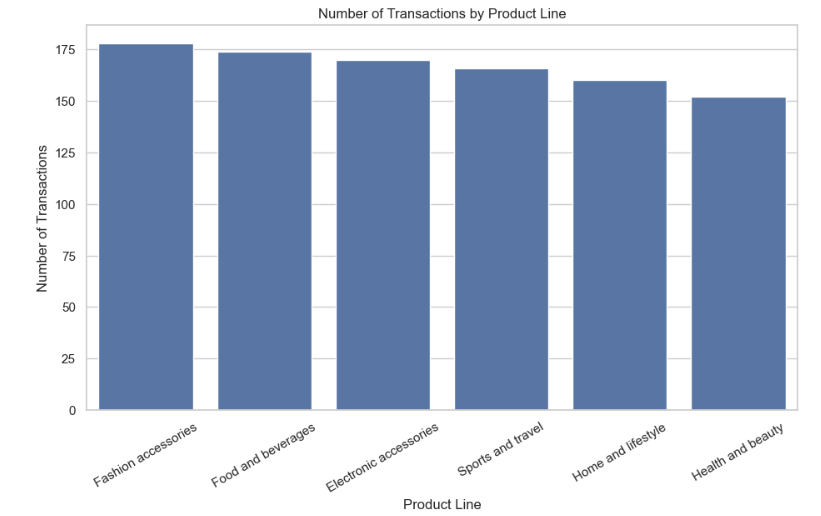 Number of Transactions by Product Line
Number of Transactions
175
150
125
100
75
50
25
0
Fashion accessories
Food and beverages
Electronic accessories
Sports and travel
Home and lifestyle
Health and beauty
Product Line